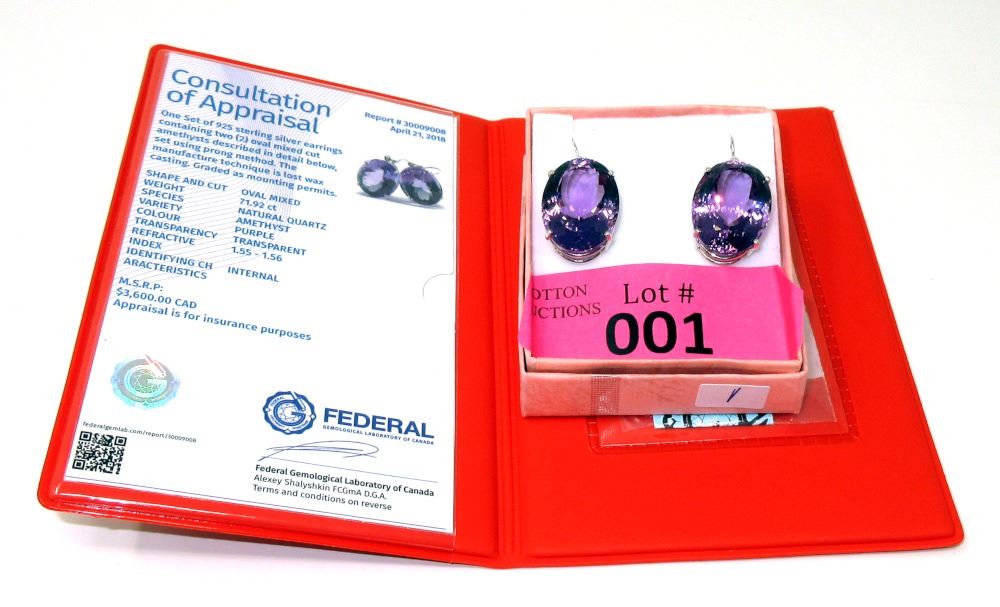 Consultation
of Appraisal
Report # 30009008
April 21, 2018
One Set of 925 sterling silver earrings
containing two (2) oval mixed cut
amethysts described in detail below,
set using prong method. The
manufacture technique is lost wax
casting. Graded as mounting permits.
SHAPE AND CUT OVAL MIXED
WEIGHT 71.92 ct
SPECIES NATURAL QUARTZ
VARIETY AMETHYST
COLOUR PURPLE
TRANSPARENCY TRANSPARENT
REFRACTIVE 1.55 - 1.56
INDEX
IDENTIFYING CH INTERNAL
ARACTERISTICS
M.S.R.P:
$3,600.00 CAD
Appraisal is for insurance purposes
federalgemlab.com/report/30009008
FEDERAL
GEMOLOGICAL LABORATORY OF CANADA
Federal Gemological Laboratory of Canada
Alexey Shalyshkin FCGmA D.G.A.
Terms and conditions on reverse
OTTON
UCTIONS
Lot #
001